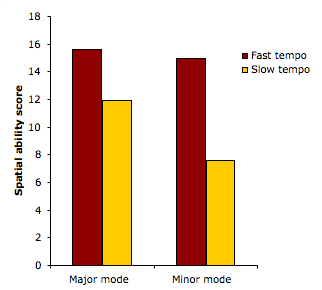 18
16
14
12
10
8
6
4
2
0
Spatial ability score
Major mode
Minor mode
Fast tempo
Slow tempo